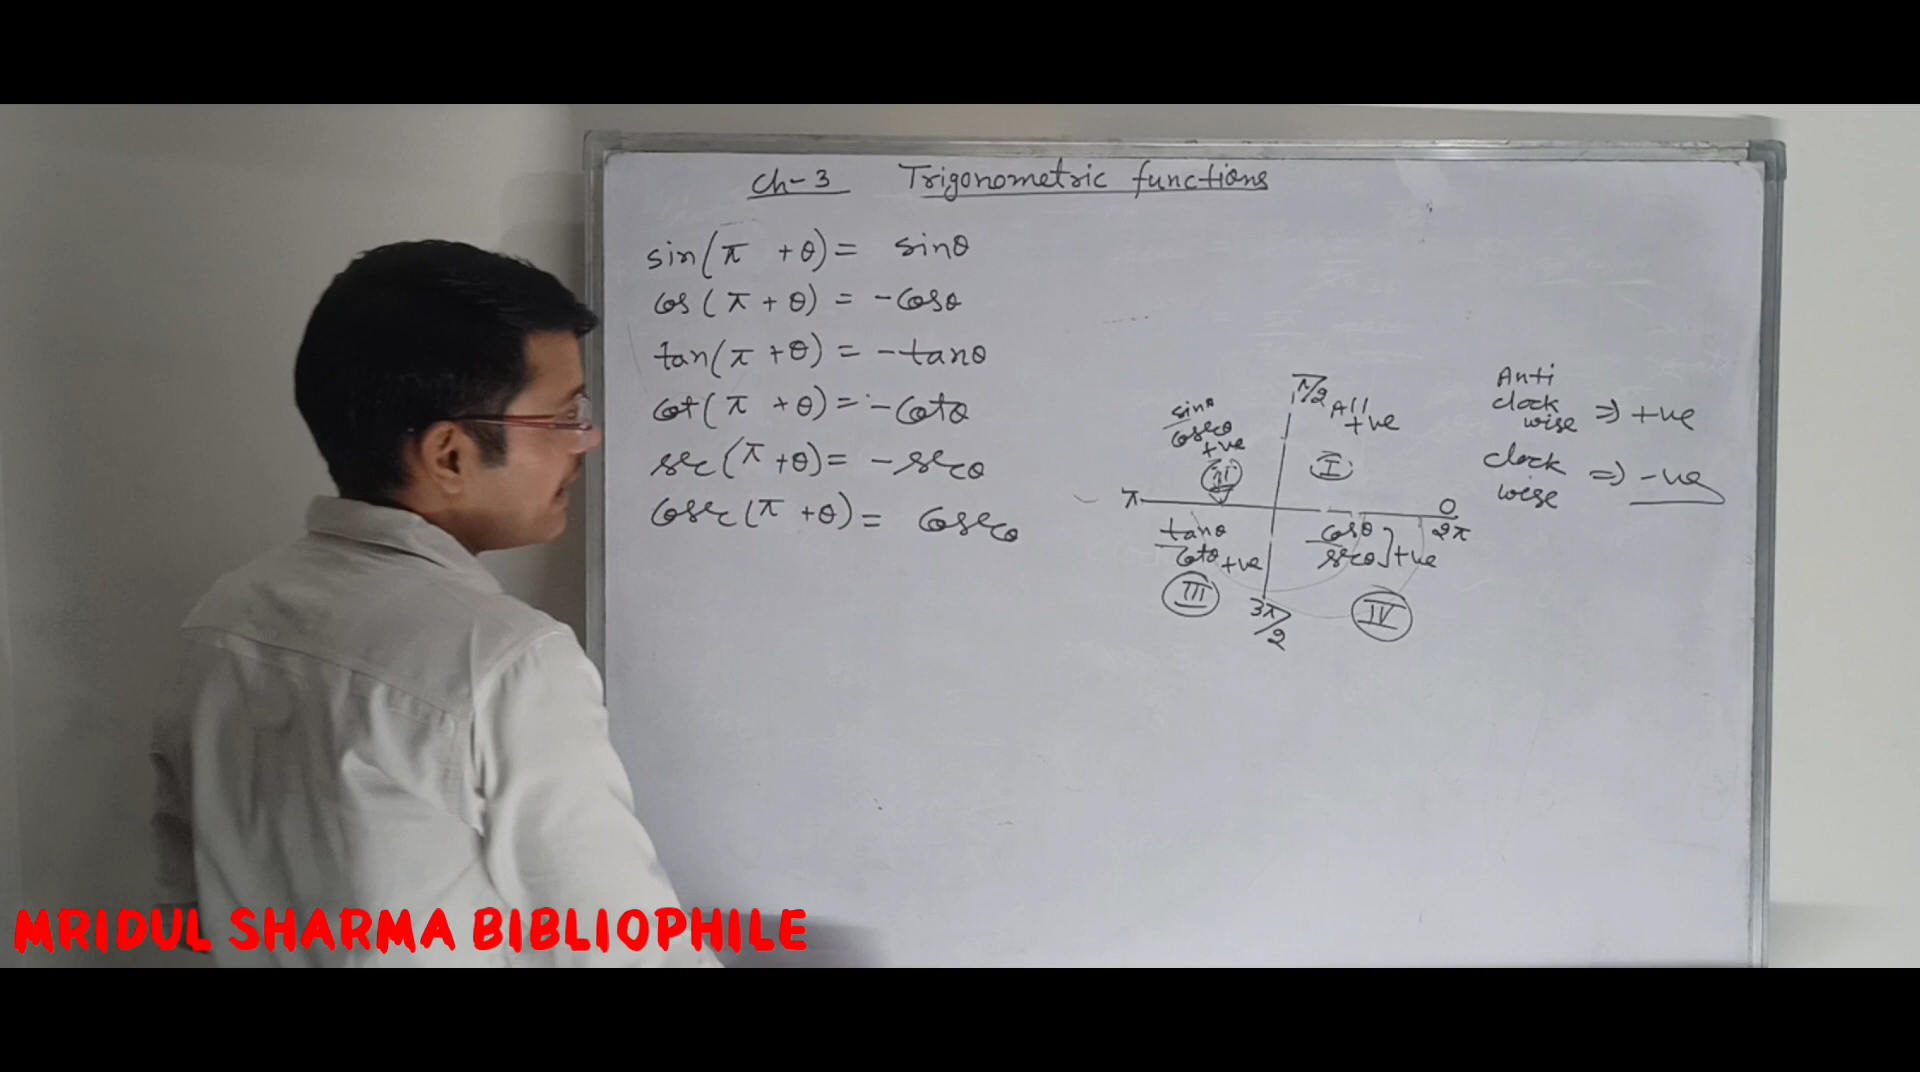 Ch-3 Trigonometric functions
sin(π +θ)= sinθ
cos(π+θ) = -cosθ
tan(π+θ) = -tanθ
cot(π +θ)= -cotθ
sec(π+θ)= -secθ
cosec(π +θ)= cosecθ
π/2
All
+ve
sinθ
cosecθ
+ve
II
I
π
0
2π
tanθ
cotθ +ve
III
cosθ
secθ]+ve
IV
3π/2
Anti
clock
wise ⇒ +ve
clock
wise ⇒ -ve
MRIDUL SHARMA BIBLIOPHILE